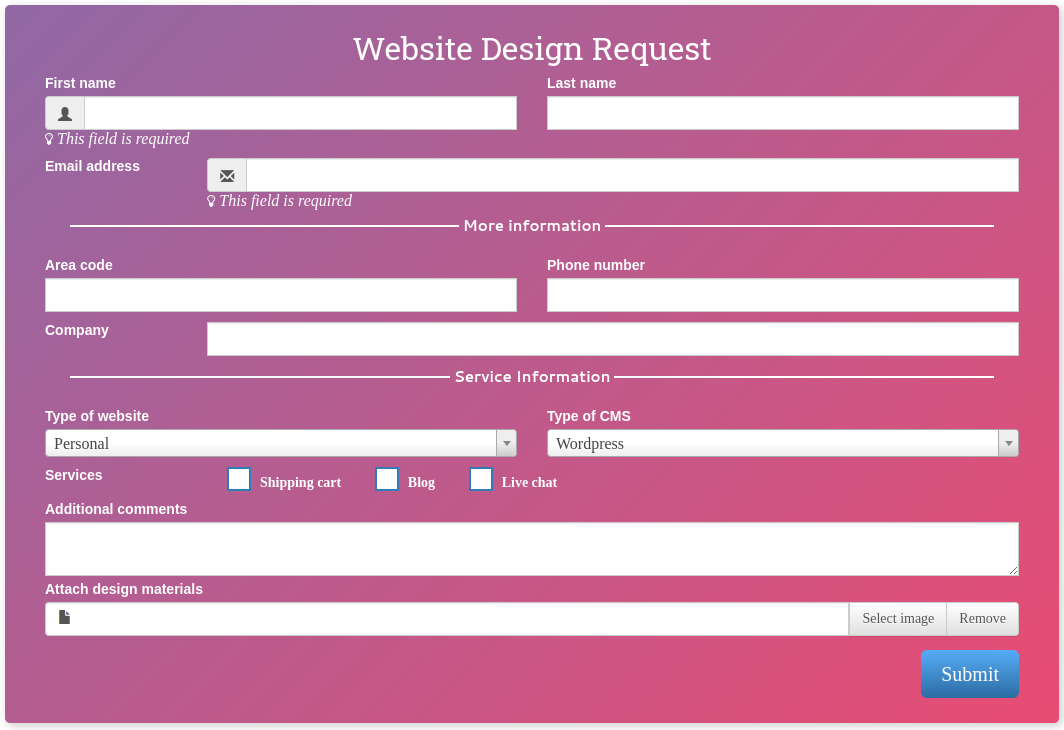 Website Design Request
First name
Last name
This field is required
Email address
This field is required
More information
Area code
Phone number
Company
Service Information
Type of website
Type of CMS
Personal
Wordpress
Services
Shipping cart
Blog
Live chat
Additional comments
Attach design materials
Select image
Remove
Submit